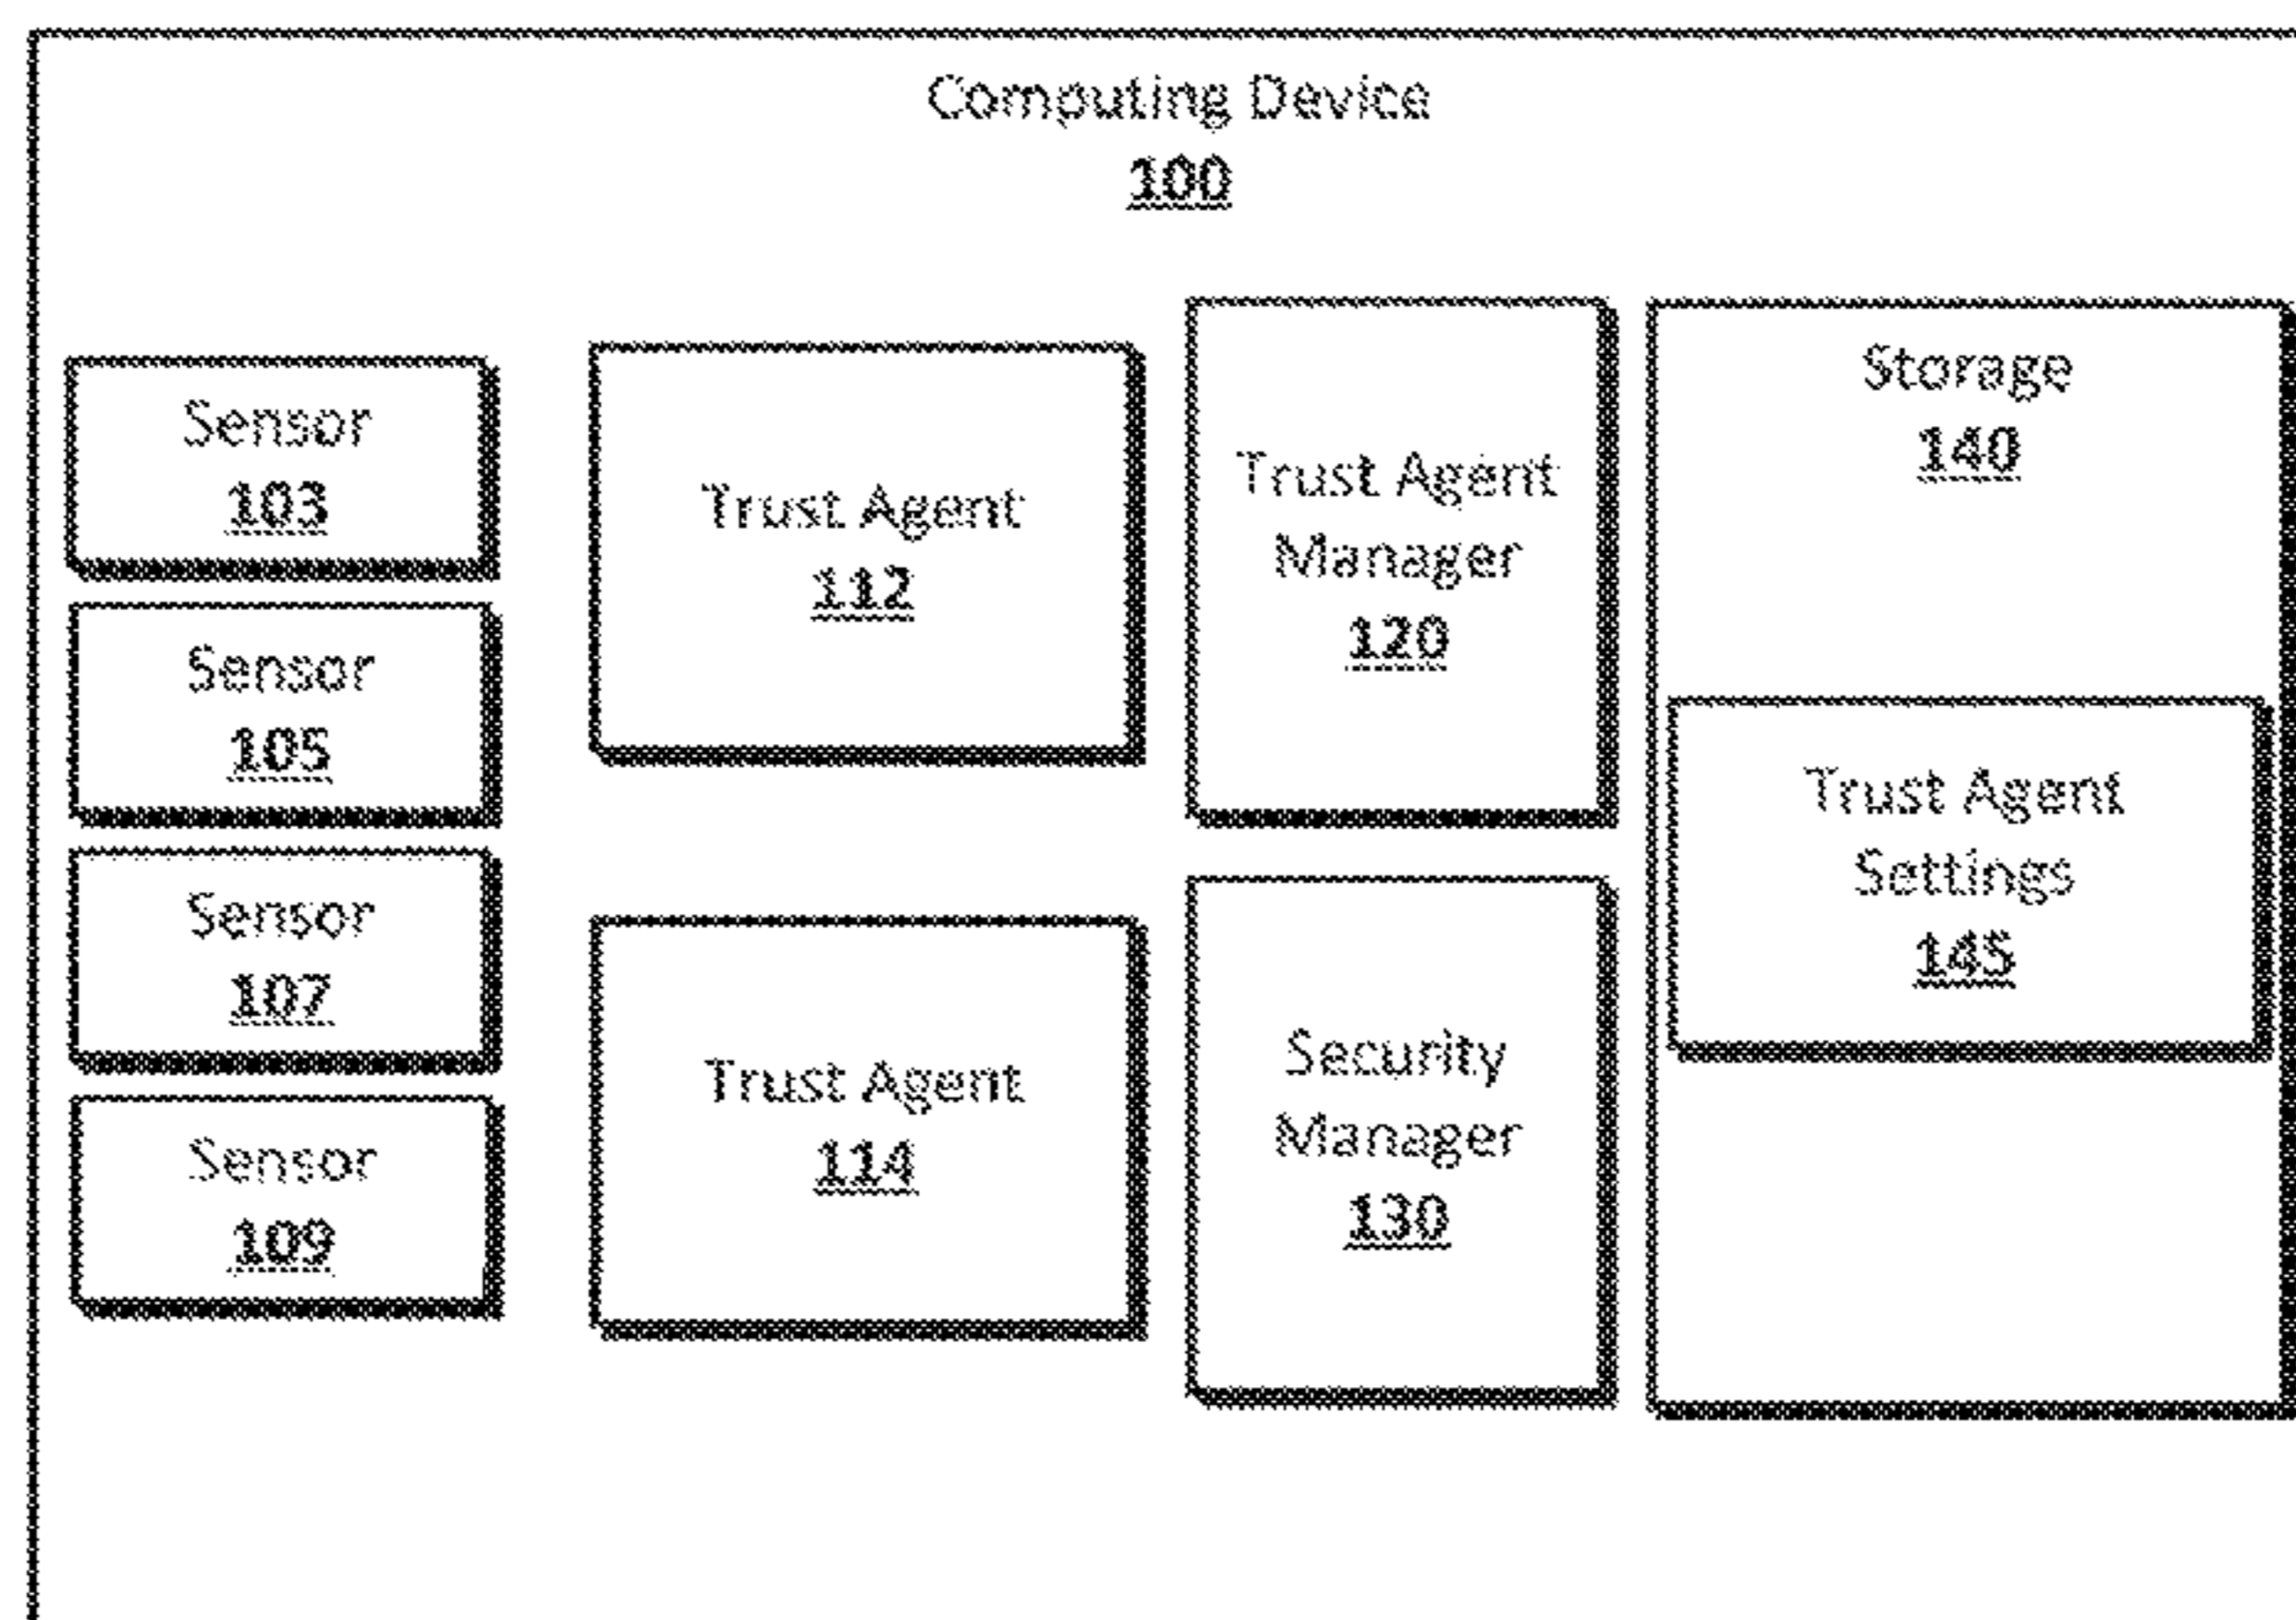 Computing Device
100
Sensor
103
Sensor
105
Sensor
107
Sensor
109
Trust Agent
112
Trust Agent
114
Trust Agent
Manager
120
Security
Manager
130
Storage
140
Trust Agent
Settings
145